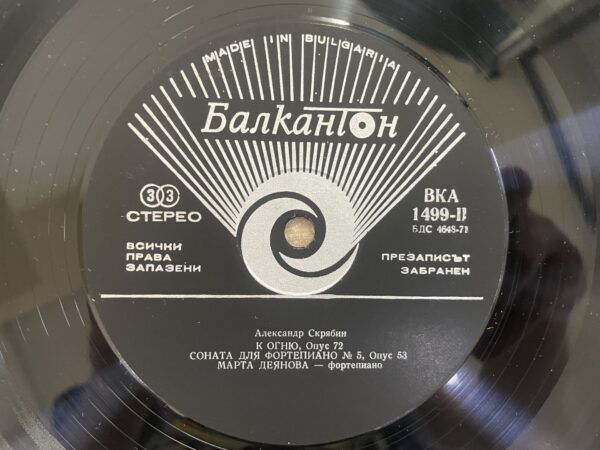 MADE IN BULGARIA
Балкантон
33
СТЕРЕО
ВКА
1499-II
БДС 4648-71
ВСИЧКИ
ПРАВА
ЗАПАЗЕНИ
ПРЕЗАПИСЪТ
ЗАБРАНЕН
Александр Скрябин
К ОГНЮ, Опус 72
СОНАТА ДЛЯ ФОРТЕПИАНО № 5, Опус 53
МАРТА ДЕЯНОВА — фортепиано